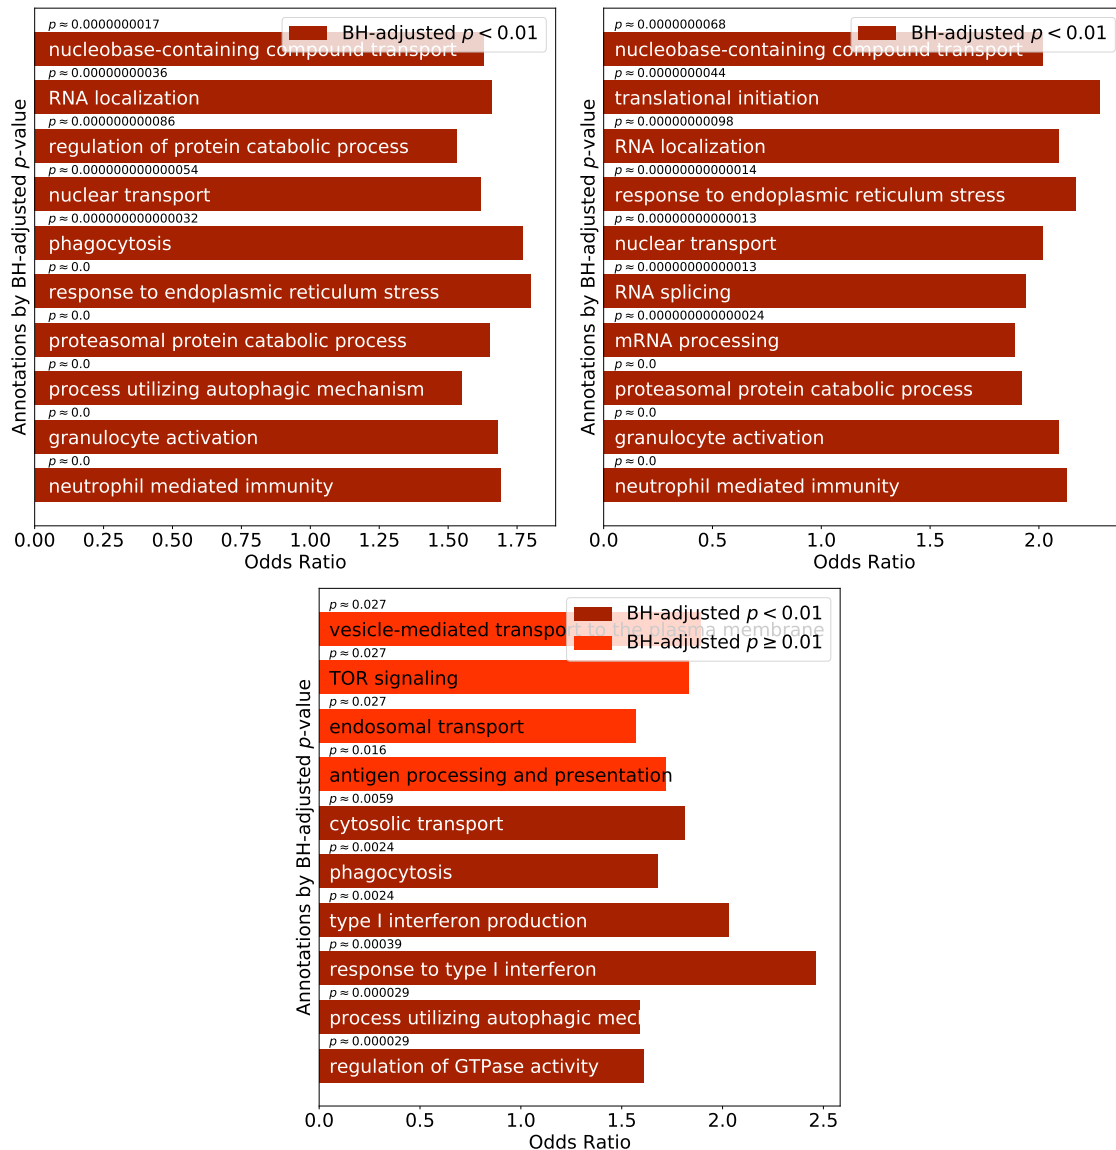 p ≈ 0.0000000017
nucleobase-containing compound transport
BH-adjusted p < 0.01
p ≈ 0.00000000036
RNA localization
p ≈ 0.000000000086
regulation of protein catabolic process
p ≈ 0.000000000000054
nuclear transport
p ≈ 0.000000000000032
phagocytosis
p ≈ 0.0
response to endoplasmic reticulum stress
p ≈ 0.0
proteasomal protein catabolic process
p ≈ 0.0
process utilizing autophagic mechanism
p ≈ 0.0
granulocyte activation
p ≈ 0.0
neutrophil mediated immunity
Annotations by BH-adjusted p-value
0.00 0.25 0.50 0.75 1.00 1.25 1.50 1.75
Odds Ratio
p ≈ 0.0000000068
nucleobase-containing compound transport
BH-adjusted p < 0.01
p ≈ 0.0000000044
translational initiation
p ≈ 0.00000000098
RNA localization
p ≈ 0.00000000000014
response to endoplasmic reticulum stress
p ≈ 0.00000000000013
nuclear transport
p ≈ 0.00000000000013
RNA splicing
p ≈ 0.000000000000024
mRNA processing
p ≈ 0.0
proteasomal protein catabolic process
p ≈ 0.0
granulocyte activation
p ≈ 0.0
neutrophil mediated immunity
Annotations by BH-adjusted p-value
0.0 0.5 1.0 1.5 2.0
Odds Ratio
p ≈ 0.027
vesicle-mediated transport to the plasma membrane
BH-adjusted p < 0.01
BH-adjusted p ≥ 0.01
p ≈ 0.027
TOR signaling
p ≈ 0.027
endosomal transport
p ≈ 0.016
antigen processing and presentation
p ≈ 0.0059
cytosolic transport
p ≈ 0.0024
phagocytosis
p ≈ 0.0024
type I interferon production
p ≈ 0.00039
response to type I interferon
p ≈ 0.000029
process utilizing autophagic mec
p ≈ 0.000029
regulation of GTPase activity
Annotations by BH-adjusted p-value
0.0 0.5 1.0 1.5 2.0 2.5
Odds Ratio